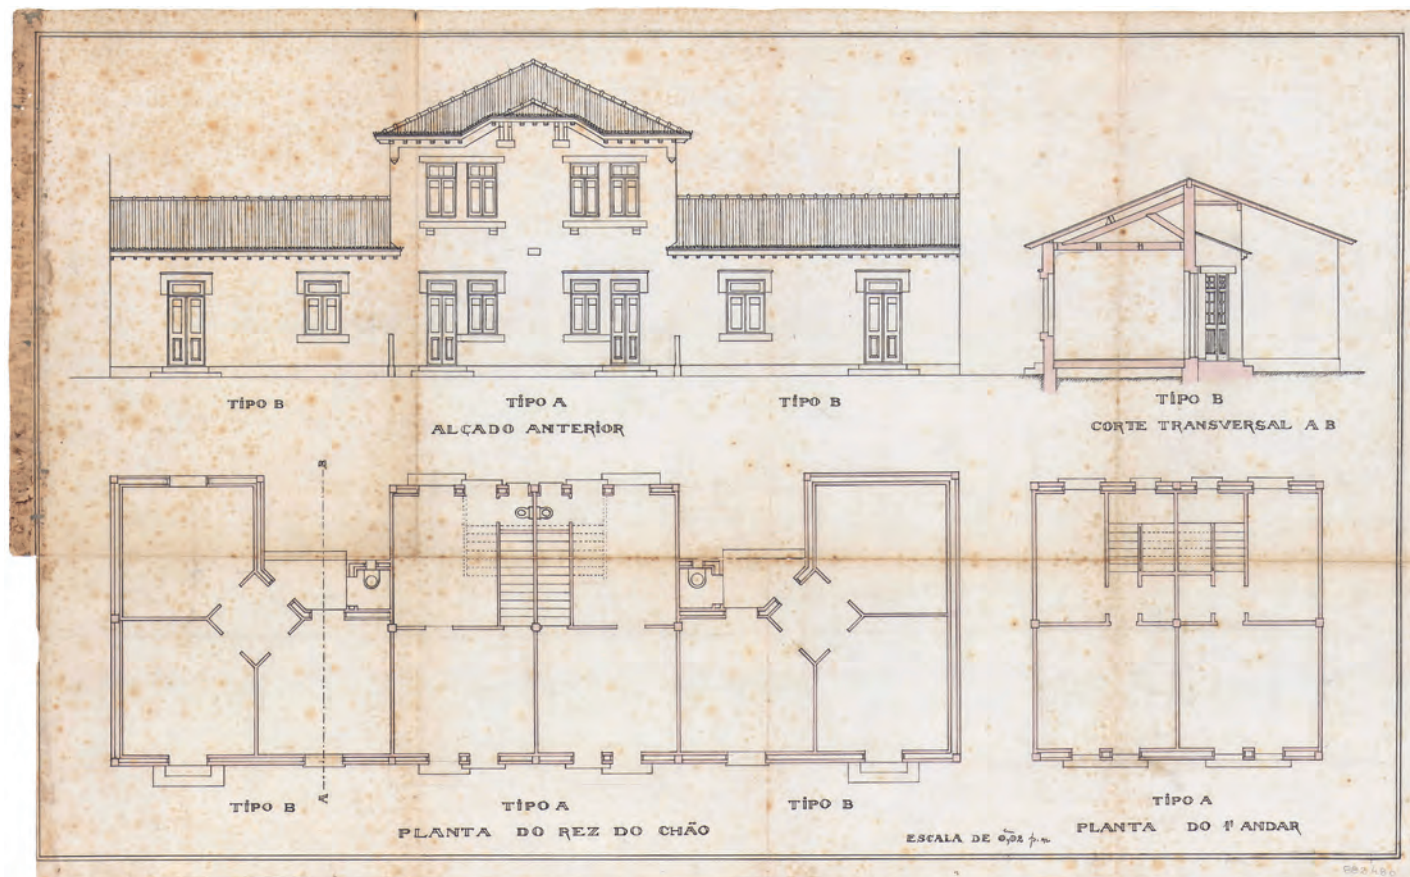 TIPO B
TIPO A
TIPO B
ALÇADO ANTERIOR
TIPO B
CORTE TRANSVERSAL A B
B
A
TIPO B
TIPO A
TIPO B
PLANTA DO REZ DO CHÃO
ESCALA DE 0,02 p.m.
TIPO A
PLANTA DO 1º ANDAR